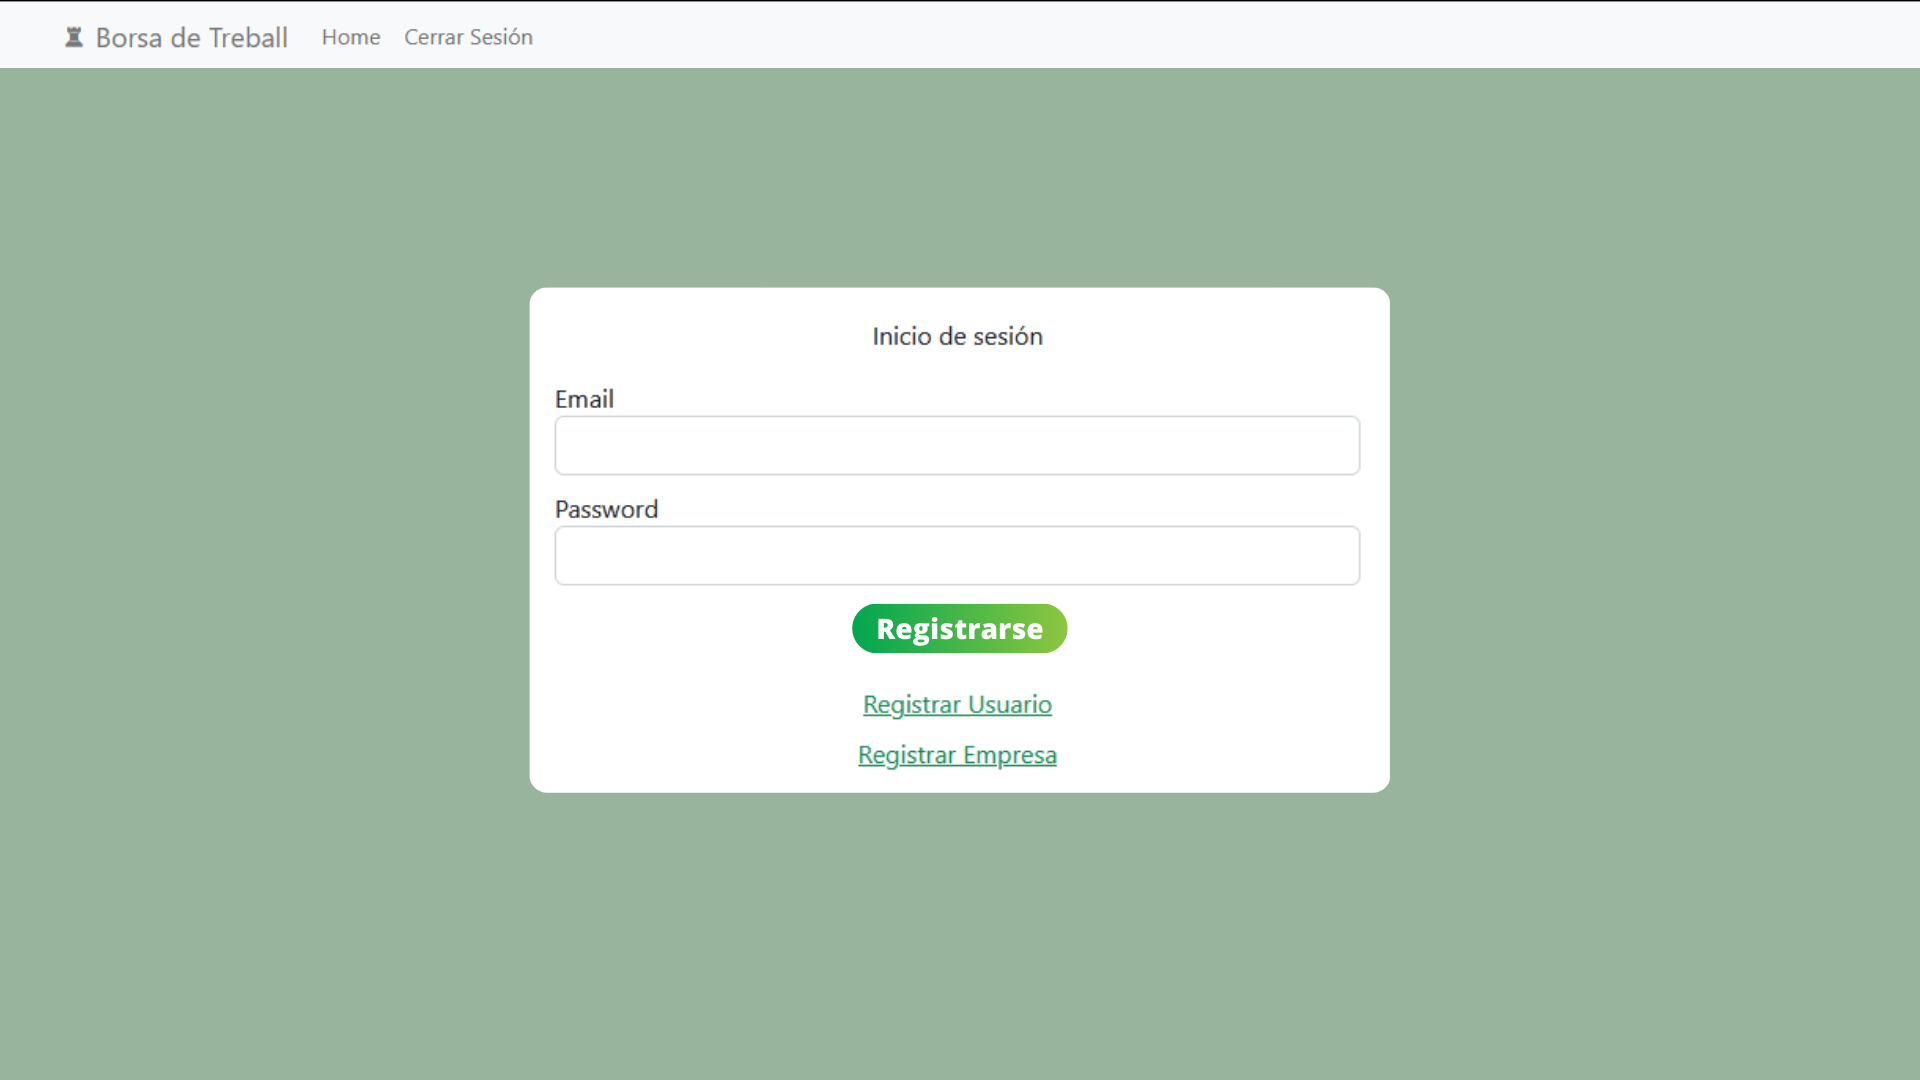 Borsa de Treball Home Cerrar Sesión
Inicio de sesión
Email
Password
Registrarse
Registrar Usuario
Registrar Empresa